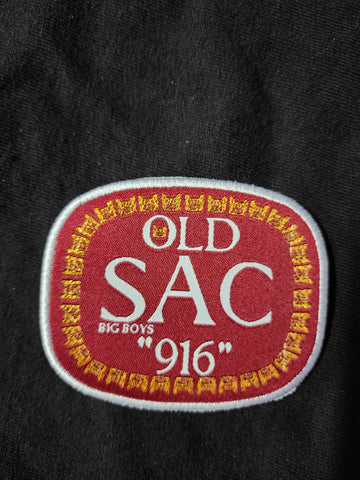 OLD
SAC
BIG BOYS
"916"